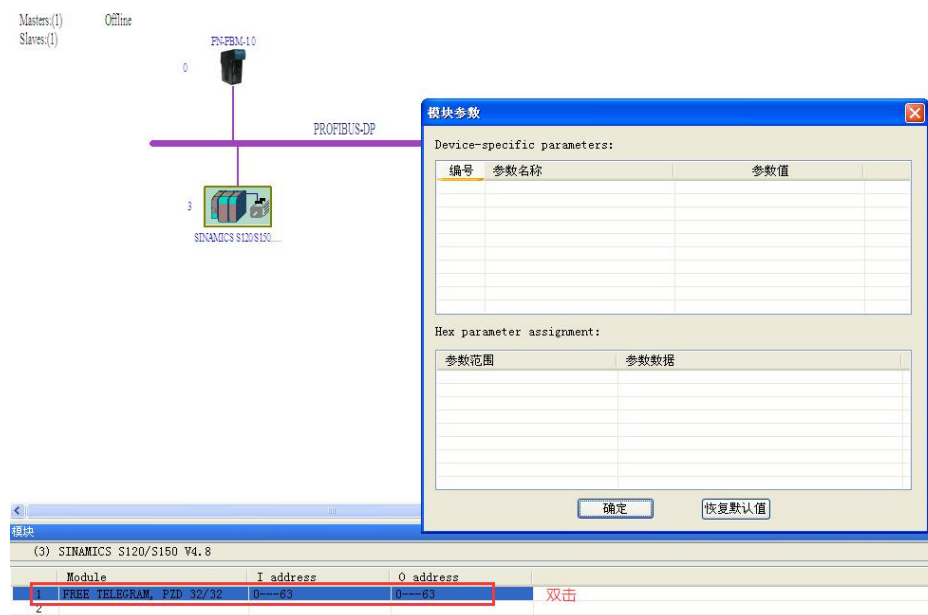 Masters:(1) Offline
Slaves:(1)
PN-PBM-1.0
0
PROFIBUS-DP
3
SINAMICS S120/S150.....
模块参数
Device-specific parameters:
编号 参数名称 参数值
Hex parameter assignment:
参数范围 参数数据
确定 恢复默认值
模块
(3) SINAMICS S120/S150 V4.8
Module I address O address
1 FREE TELEGRAM, PZD 32/32 0---63 0---63 双击
2